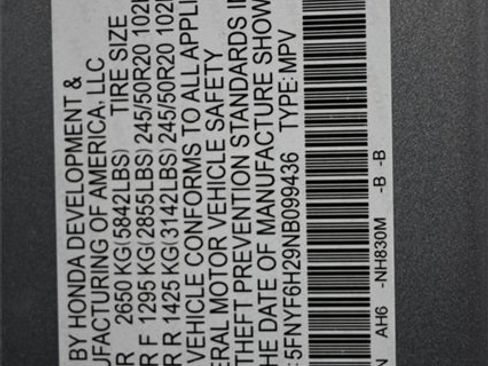 BY HONDA DEVELOPMENT &
UFACTURING OF AMERICA, LLC
R 2650 KG(5842LBS) TIRE SIZE
R F 1295 KG(2855LBS) 245/50R20 102
R R 1425 KG(3142LBS) 245/50R20 102
VEHICLE CONFORMS TO ALL APPLI
ERAL MOTOR VEHICLE SAFETY
THEFT PREVENTION STANDARDS I
HE DATE OF MANUFACTURE SHOW
: 5FNYF6H29NB099436 TYPE: MPV
N AH6 -NH830M -B -B